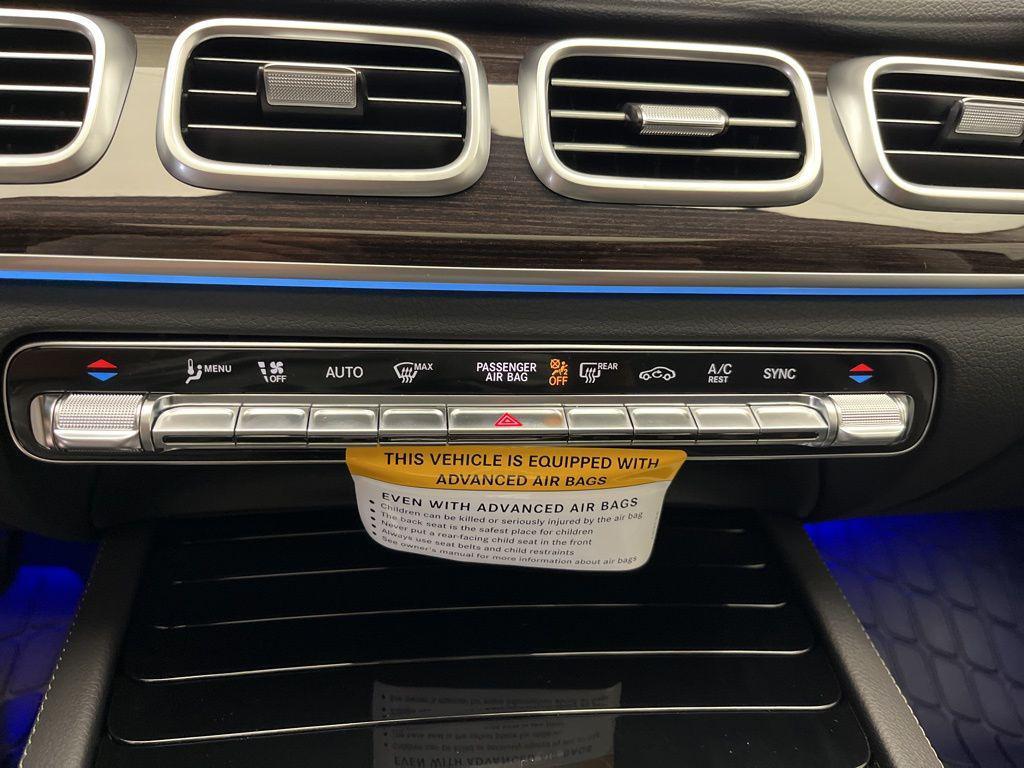 MENU
OFF
AUTO
MAX
PASSENGER
AIR BAG
OFF
REAR
A/C
REST
SYNC
THIS VEHICLE IS EQUIPPED WITH
ADVANCED AIR BAGS
• EVEN WITH ADVANCED AIR BAGS
• Children can be killed or seriously injured by the air bag
• The back seat is the safest place for children
• Never put a rear-facing child seat in the front
• Always use seat belts and child restraints
• See owner's manual for more information about air bags